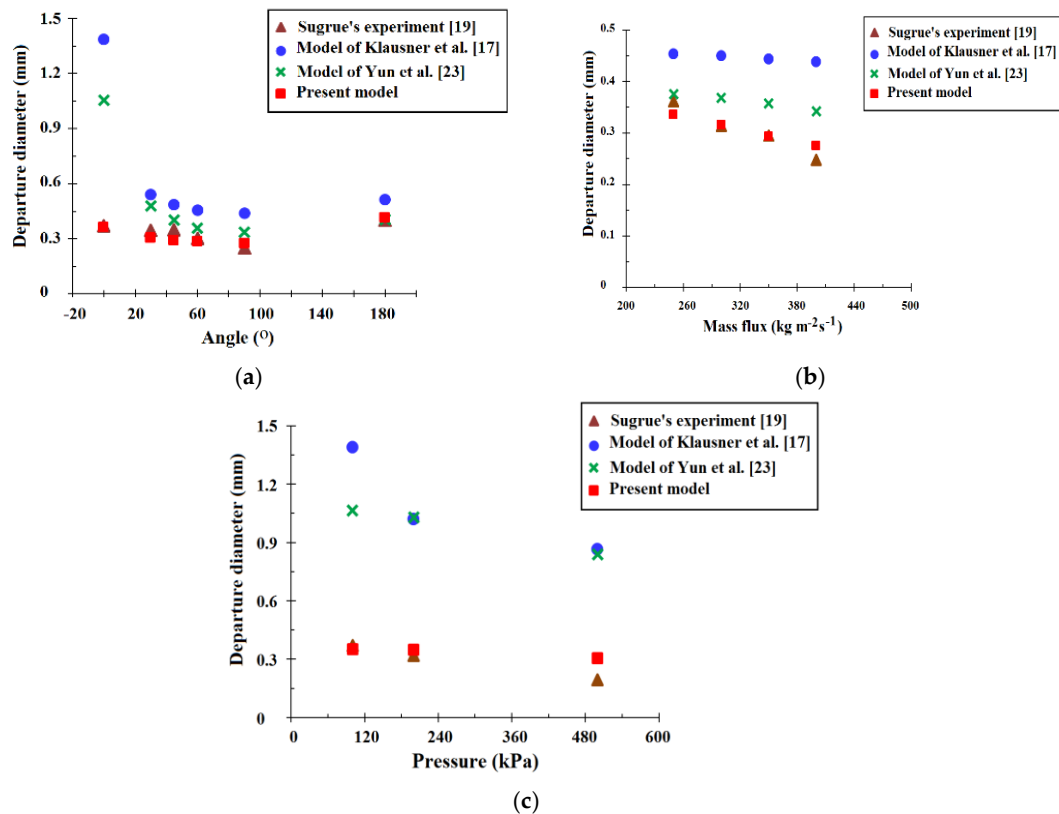 Sugrue's experiment [19]
Model of Klausner et al. [17]
Model of Yun et al. [23]
Present model
Departure diameter (mm)
1.5
1.2
0.9
0.6
0.3
0
-20 20 60 100 140 180
Angle (O)
(a)
Sugrue's experiment [19]
Model of Klausner et al. [17]
Model of Yun et al. [23]
Present model
Departure diameter (mm)
0.5
0.4
0.3
0.2
0.1
0
200 260 320 380 440 500
Mass flux (kg m-2s-1)
(b)
Sugrue's experiment [19]
Model of Klausner et al. [17]
Model of Yun et al. [23]
Present model
Departure diameter (mm)
1.5
1.2
0.9
0.6
0.3
0
0 120 240 360 480 600
Pressure (kPa)
(c)